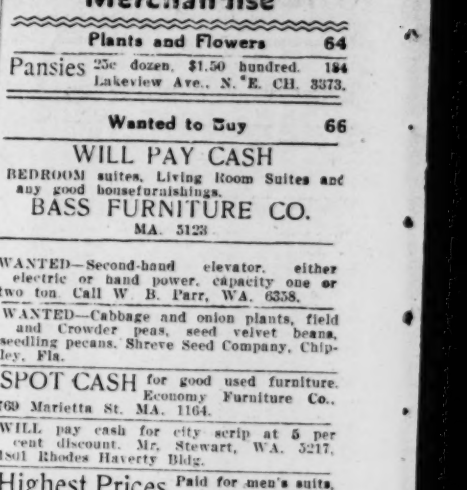 Merchandise
Plants and Flowers 64
Pansies 25c dozen, $1.50 hundred. 184
Lakeview Ave., N. E. CH. 3373.
Wanted to Buy 66
WILL PAY CASH
BEDROOM suites, Living Room Suites and
any good housefurnishings.
BASS FURNITURE CO.
MA. 5123
WANTED—Second-hand elevator, either
electric or hand power, capacity one or
two ton. Call W. B. Parr, WA. 6358.
WANTED—Cabbage and onion plants, field
and Crowder peas, seed velvet beans,
seedling pecans. Shreve Seed Company, Chip-
ley, Fla.
SPOT CASH for good used furniture.
Economy Furniture Co.,
169 Marietta St. MA. 1164.
WILL pay cash for city scrip at 5 per
cent discount. Mr. Stewart, WA. 5217,
1801 Rhodes Haverty Bldg.
Highest Prices Paid for men's suits,